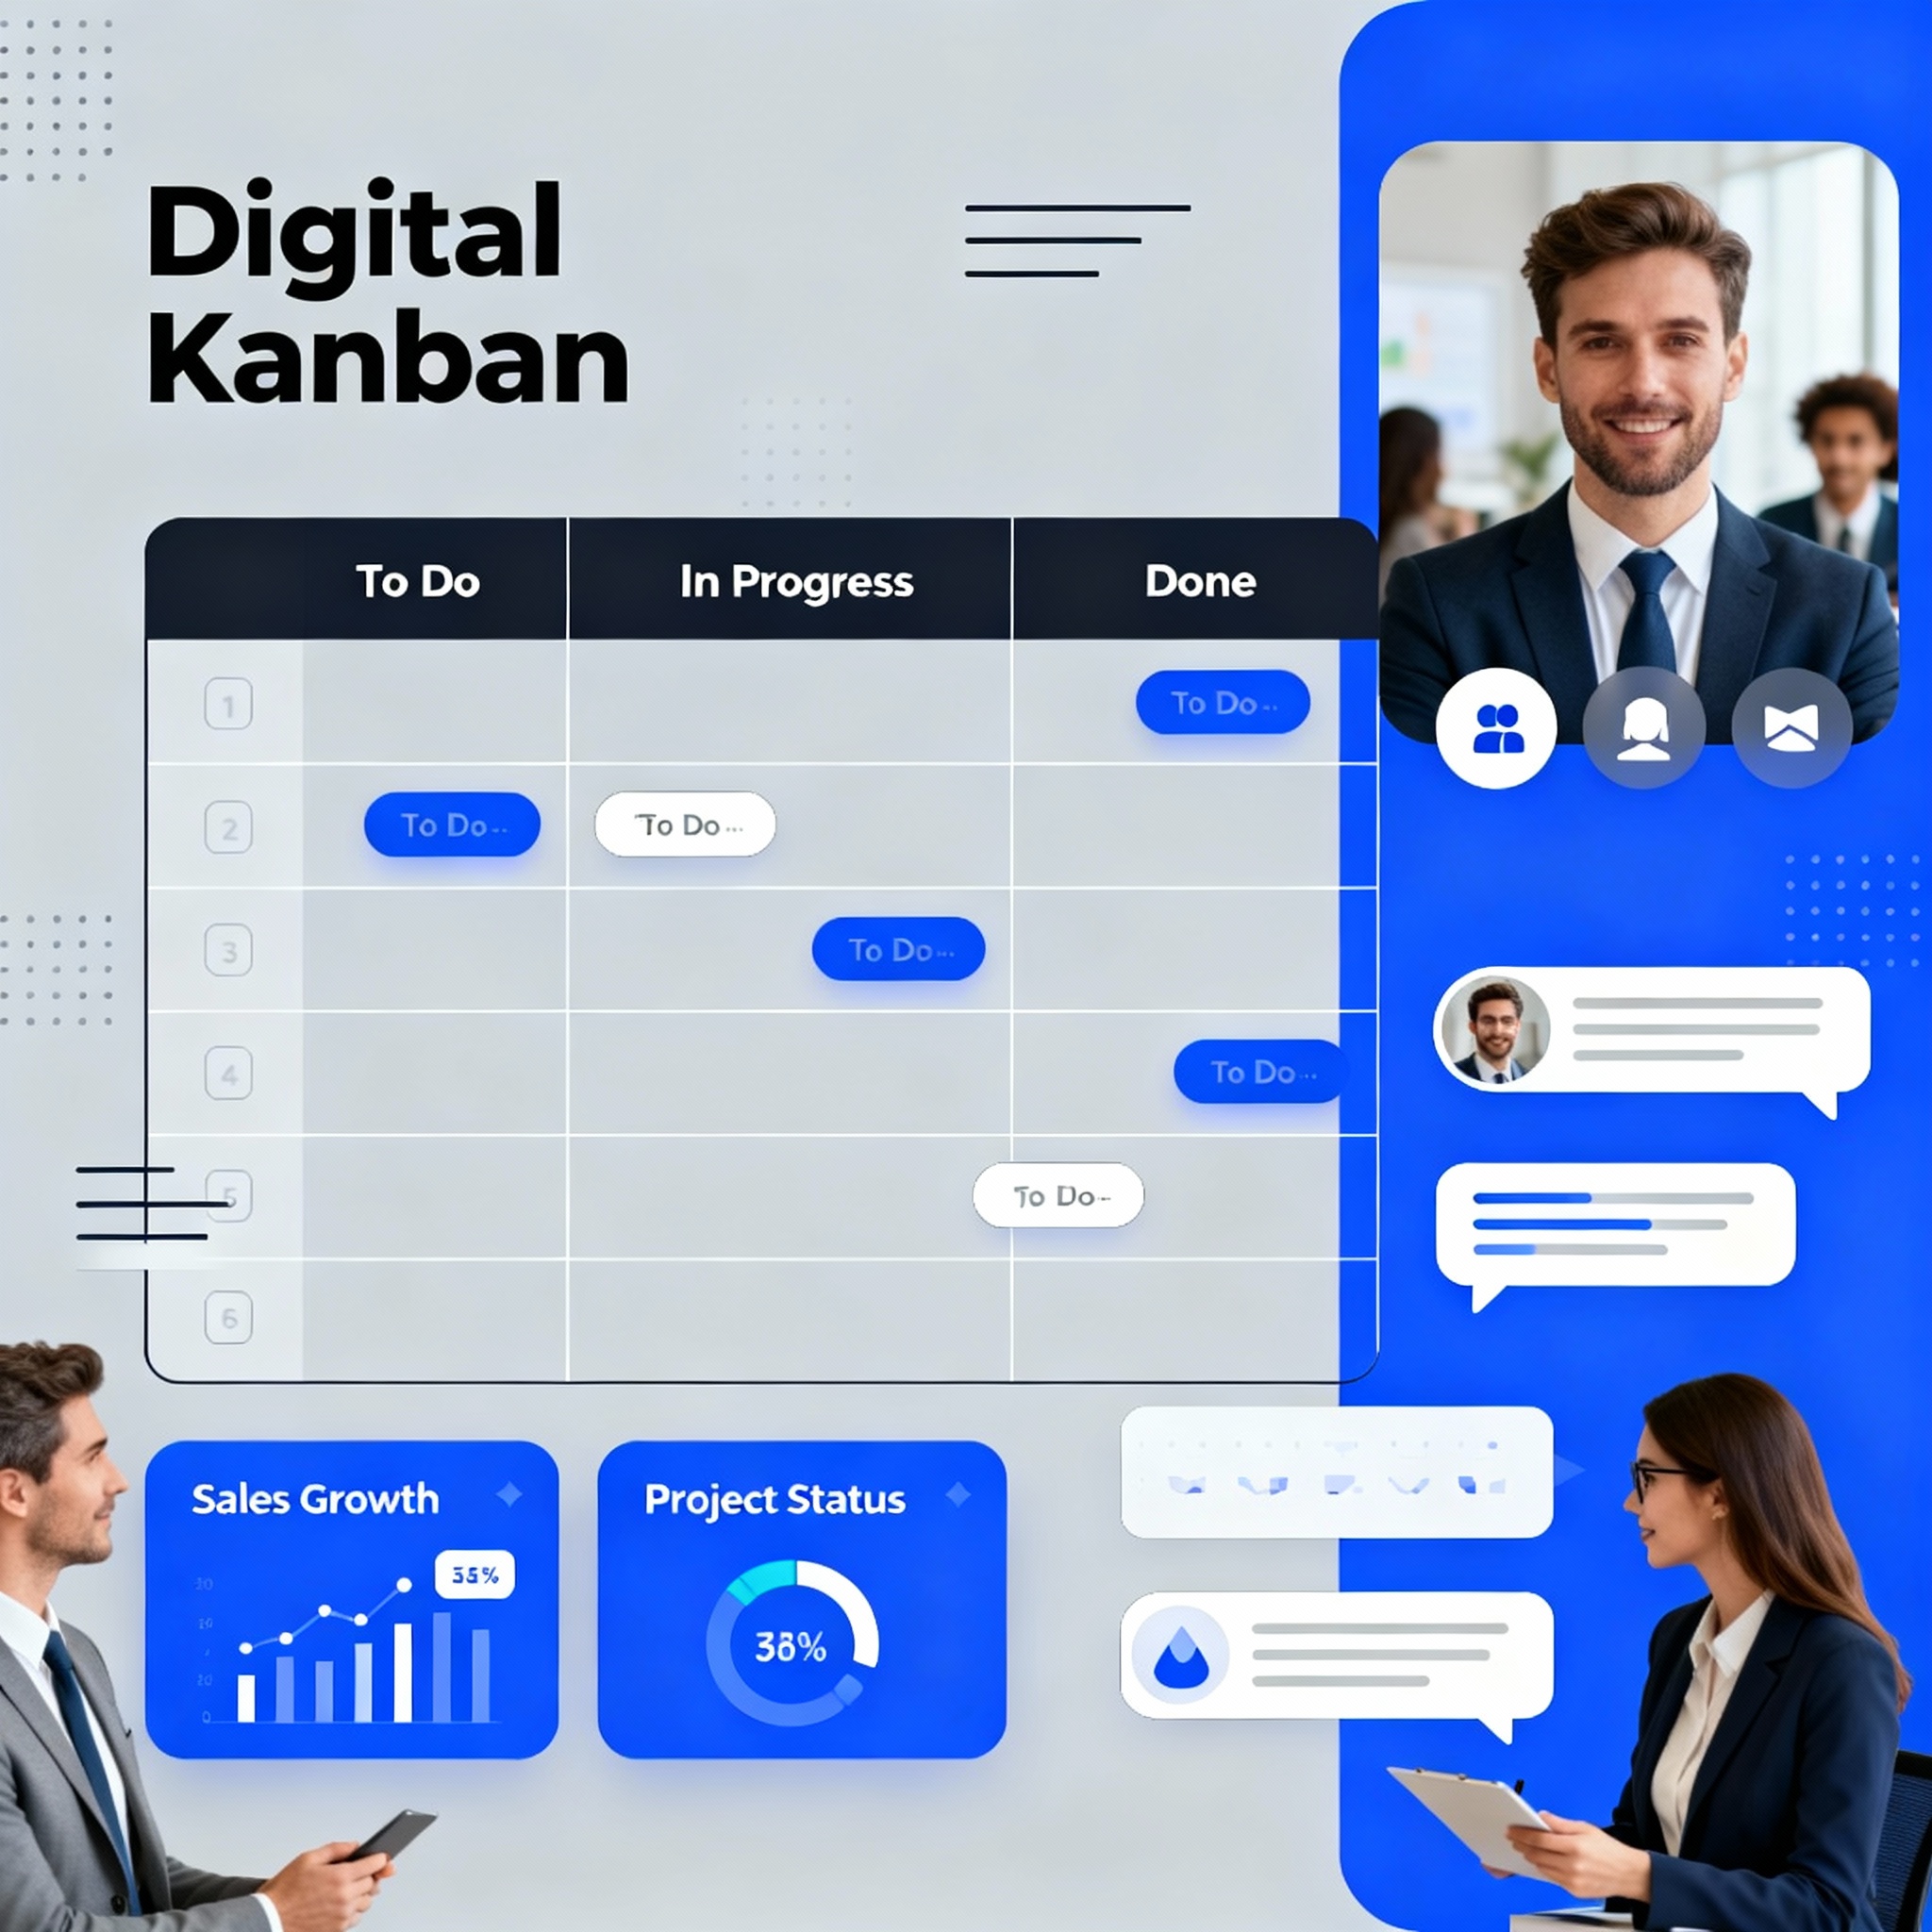 Digital
Kanban
To Do In Progress Done
1 To Do
2 To Do To Do
3 To Do
4 To Do
5 To Do
6
Sales Growth
Project Status